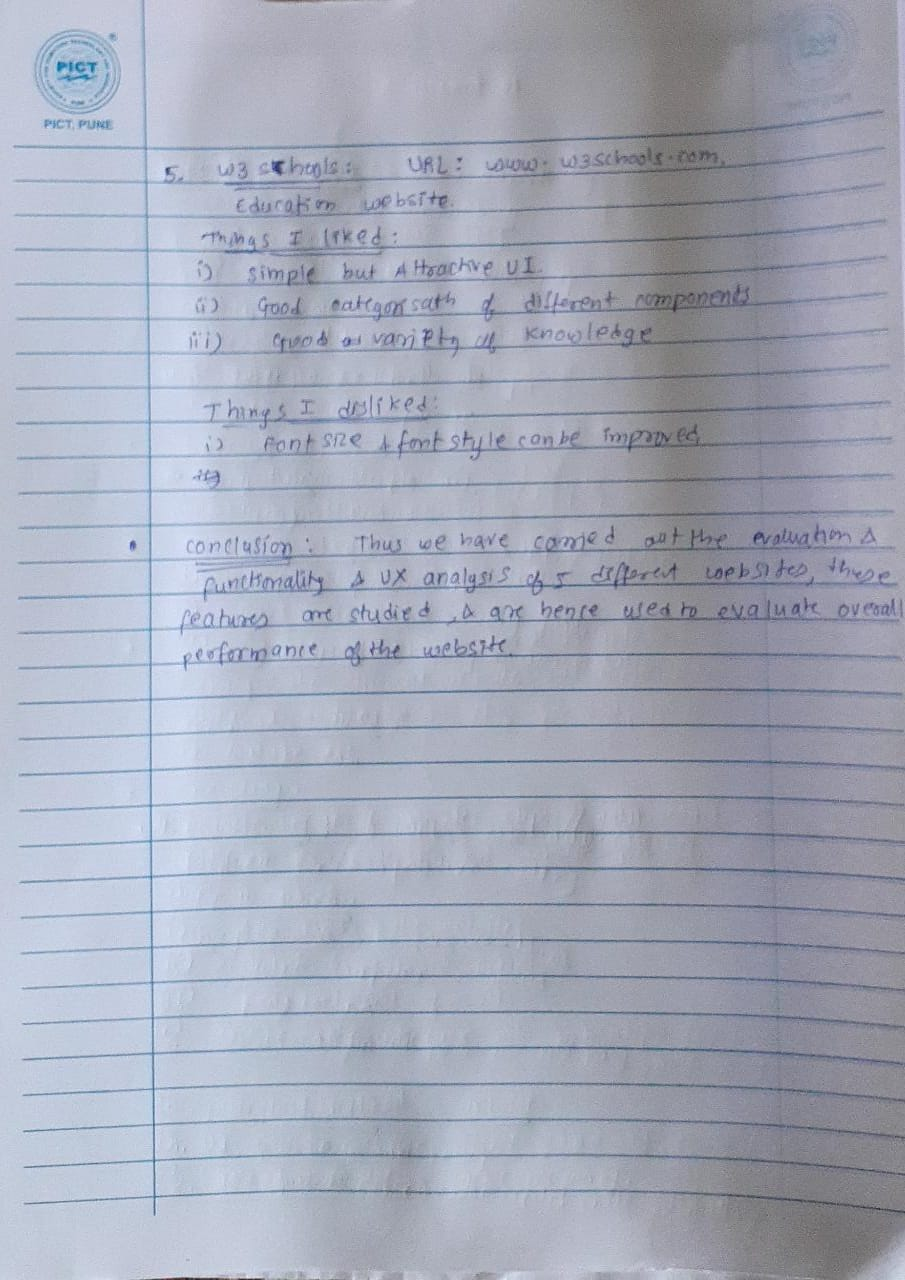 PICT
PICT, PUNE
5. W3 schools: URL: www.w3schools.com.
Education website.
Things I liked:
i) simple but Attractive UI.
ii) Good categorisath of different components
iii) Good variety of knowledge
Things I disliked:
i) Font size & font style can be improved.
• conclusion: Thus we have carried out the evaluation &
functionality & UX analysis of 5 different websites, these
features are studied, & are hence used to evaluate overall
performance of the website.